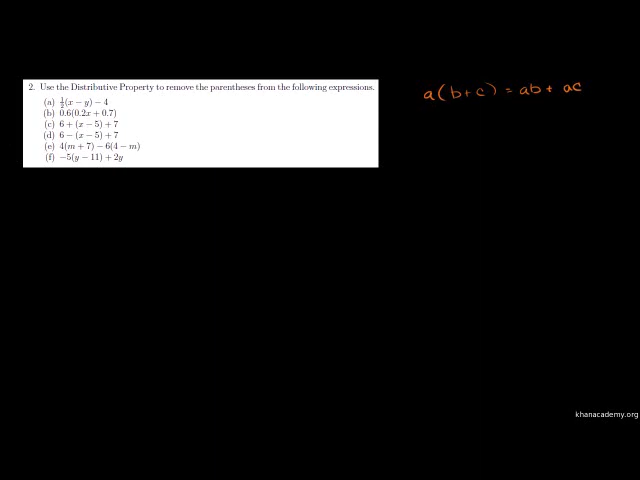 2. Use the Distributive Property to remove the parentheses from the following expressions.
(a) ½(x − y) − 4
(b) 0.6(0.2x + 0.7)
(c) 6 + (x − 5) + 7
(d) 6 − (x − 5) + 7
(e) 4(m + 7) − 6(4 − m)
(f) −5(y − 11) + 2y
a(b+c) = ab + ac
khanacademy.org